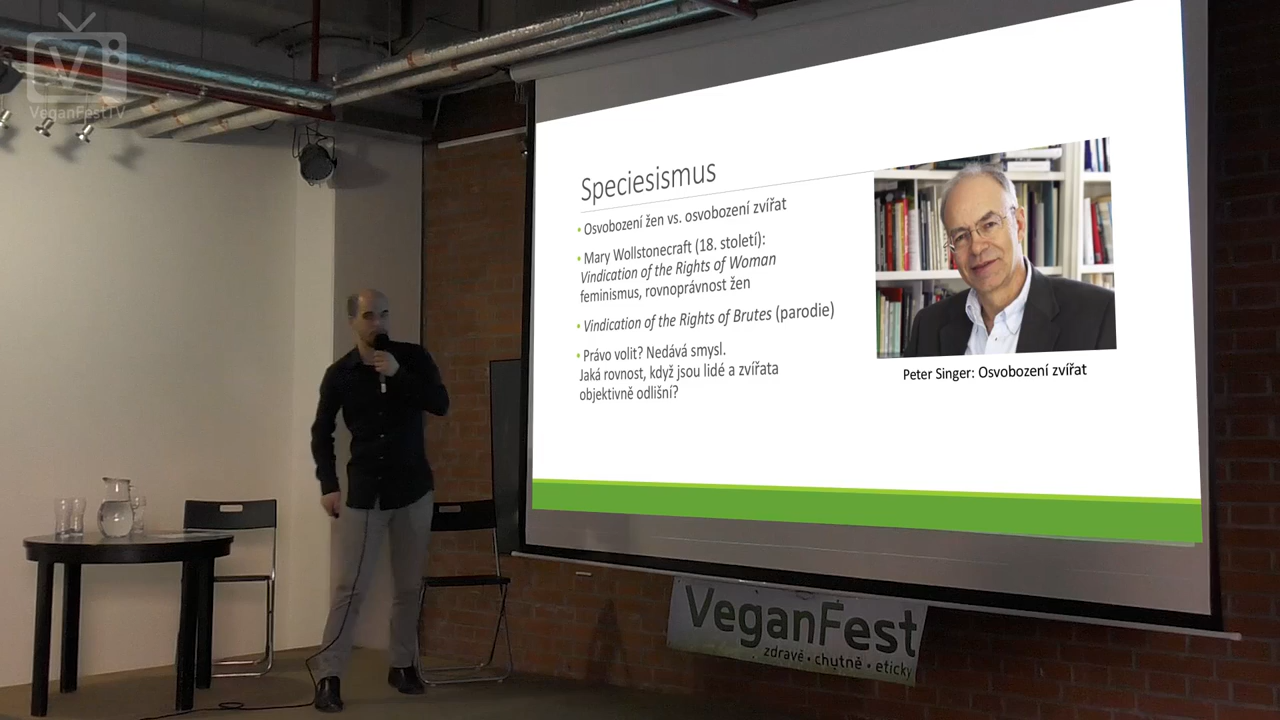 VeganFestTV
Speciesismus
• Osvobození žen vs. osvobození zvířat
• Mary Wollstonecraft (18. století):
Vindication of the Rights of Woman
feminismus, rovnoprávnost žen
• Vindication of the Rights of Brutes (parodie)
• Právo volit? Nedává smysl.
Jaká rovnost, když jsou lidé a zvířata
objektivně odlišní?
Peter Singer: Osvobození zvířat
VeganFest
zdravě • chutně • eticky